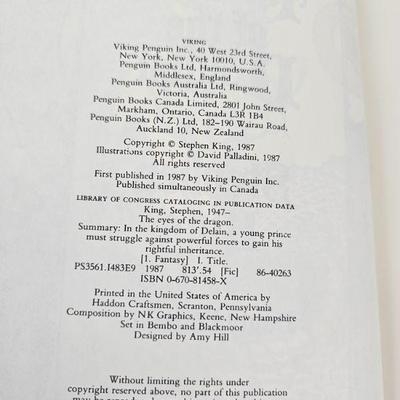 VIKING
Viking Penguin Inc., 40 West 23rd Street,
New York, New York 10010, U.S.A.
Penguin Books Ltd, Harmondsworth,
Middlesex, England
Penguin Books Australia Ltd, Ringwood,
Victoria, Australia
Penguin Books Canada Limited, 2801 John Street,
Markham, Ontario, Canada L3R 1B4
Penguin Books (N.Z.) Ltd, 182–190 Wairau Road,
Auckland 10, New Zealand
Copyright © Stephen King, 1987
Illustrations copyright © David Palladini, 1987
All rights reserved
First published in 1987 by Viking Penguin Inc.
Published simultaneously in Canada
LIBRARY OF CONGRESS CATALOGING IN PUBLICATION DATA
King, Stephen, 1947–
The eyes of the dragon.
Summary: In the kingdom of Delain, a young prince
must struggle against powerful forces to gain his
rightful inheritance.
[1. Fantasy] I. Title.
PS3561.I483E9 1987 813'.54 [Fic] 86-40263
ISBN 0-670-81458-X
Printed in the United States of America by
Haddon Craftsmen, Scranton, Pennsylvania
Composition by NK Graphics, Keene, New Hampshire
Set in Bembo and Blackmoor
Designed by Amy Hill
Without limiting the rights under
copyright reserved above, no part of this publication
may be reproduced